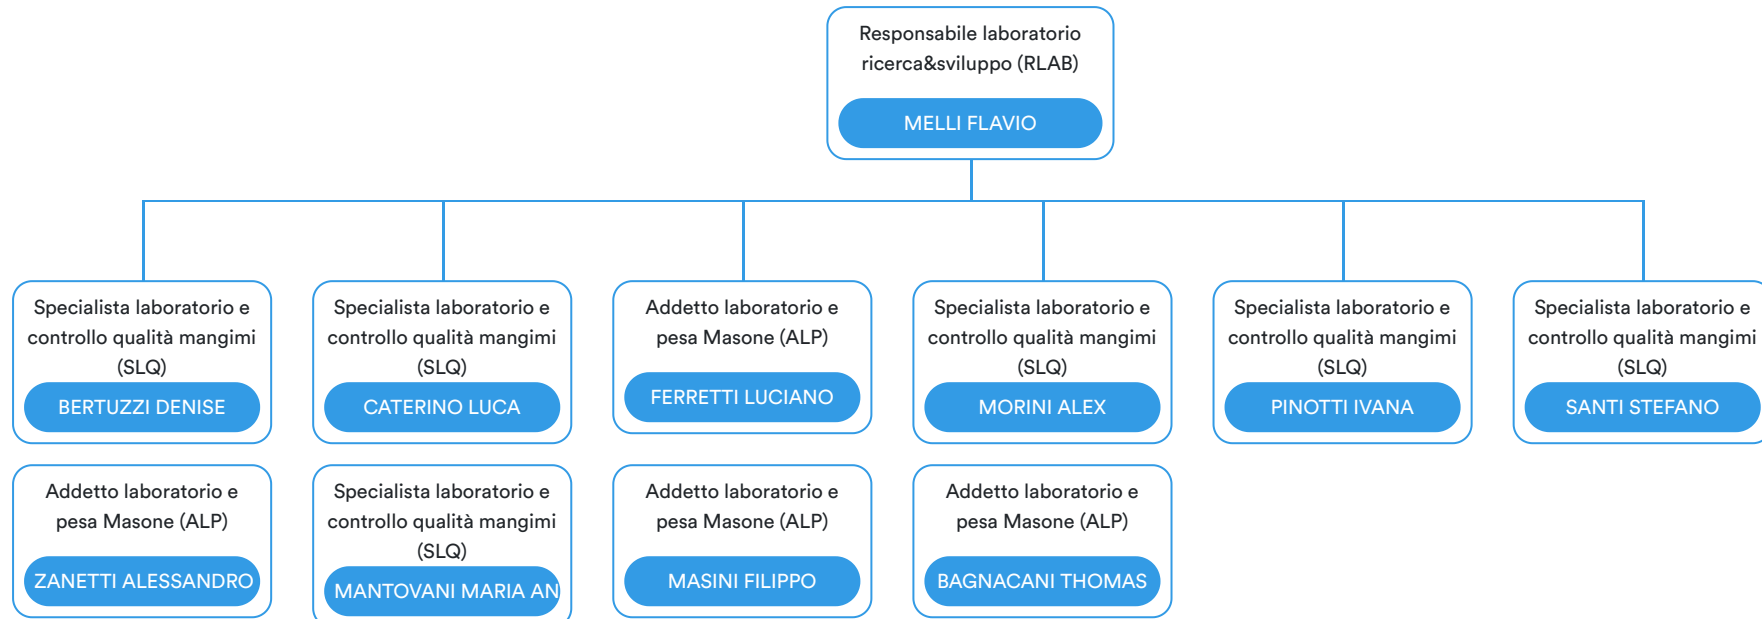 Responsabile laboratorio
ricerca&sviluppo (RLAB)
MELLI FLAVIO
Specialista laboratorio e
controllo qualità mangimi
(SLQ)
BERTUZZI DENISE
Specialista laboratorio e
controllo qualità mangimi
(SLQ)
CATERINO LUCA
Addetto laboratorio e
pesa Masone (ALP)
FERRETTI LUCIANO
Specialista laboratorio e
controllo qualità mangimi
(SLQ)
MORINI ALEX
Specialista laboratorio e
controllo qualità mangimi
(SLQ)
PINOTTI IVANA
Specialista laboratorio e
controllo qualità mangimi
(SLQ)
SANTI STEFANO
Addetto laboratorio e
pesa Masone (ALP)
ZANETTI ALESSANDRO
Specialista laboratorio e
controllo qualità mangimi
(SLQ)
MANTOVANI MARIA AN
Addetto laboratorio e
pesa Masone (ALP)
MASINI FILIPPO
Addetto laboratorio e
pesa Masone (ALP)
BAGNACANI THOMAS